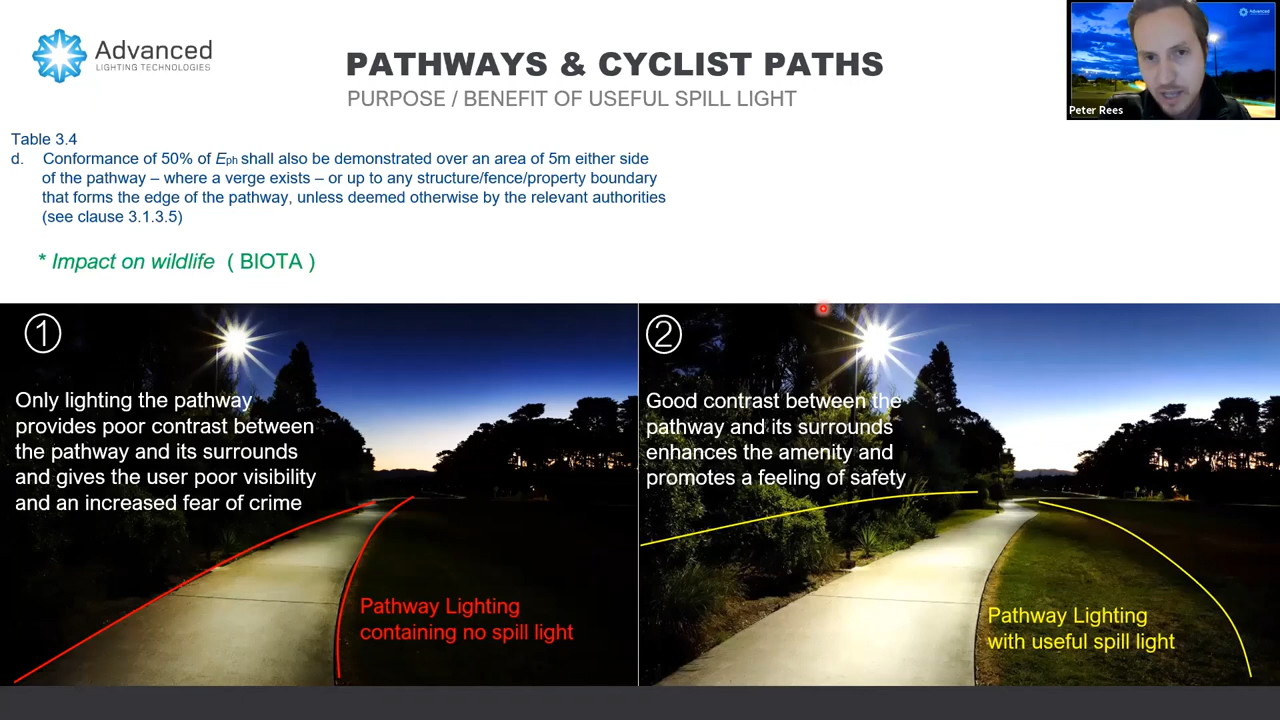 Advanced
LIGHTING TECHNOLOGIES
PATHWAYS & CYCLIST PATHS
PURPOSE / BENEFIT OF USEFUL SPILL LIGHT
Advanced
Peter Rees
Table 3.4
d. Conformance of 50% of Eph shall also be demonstrated over an area of 5m either side
of the pathway – where a verge exists – or up to any structure/fence/property boundary
that forms the edge of the pathway, unless deemed otherwise by the relevant authorities
(see clause 3.1.3.5)
* Impact on wildlife ( BIOTA )
1
Only lighting the pathway
provides poor contrast between
the pathway and its surrounds
and gives the user poor visibility
and an increased fear of crime
Pathway Lighting
containing no spill light
2
Good contrast between the
pathway and its surrounds
enhances the amenity and
promotes a feeling of safety
Pathway Lighting
with useful spill light